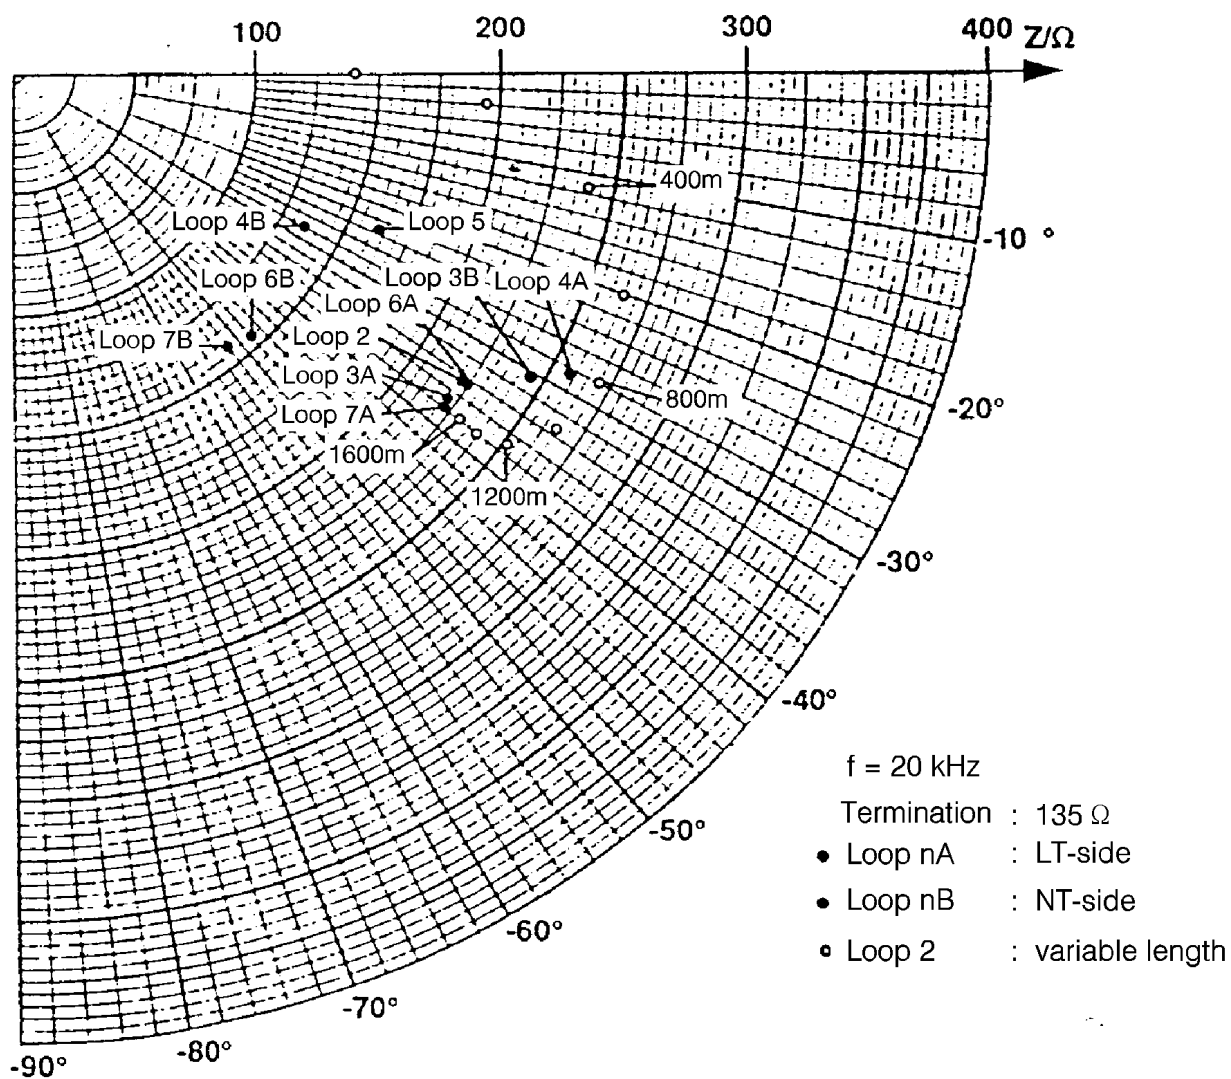 100
200
300
400
Z/Ω
400m
Loop 4B
Loop 5
-10 °
Loop 6B
Loop 3B
Loop 4A
Loop 6A
Loop 7B
Loop 2
Loop 3A
800m
-20°
Loop 7A
1600m
1200m
-30°
-40°
f = 20 kHz
Termination : 135 Ω
-50°
• Loop nA : LT-side
• Loop nB : NT-side
-60°
o Loop 2 : variable length
-70°
-80°
-90°